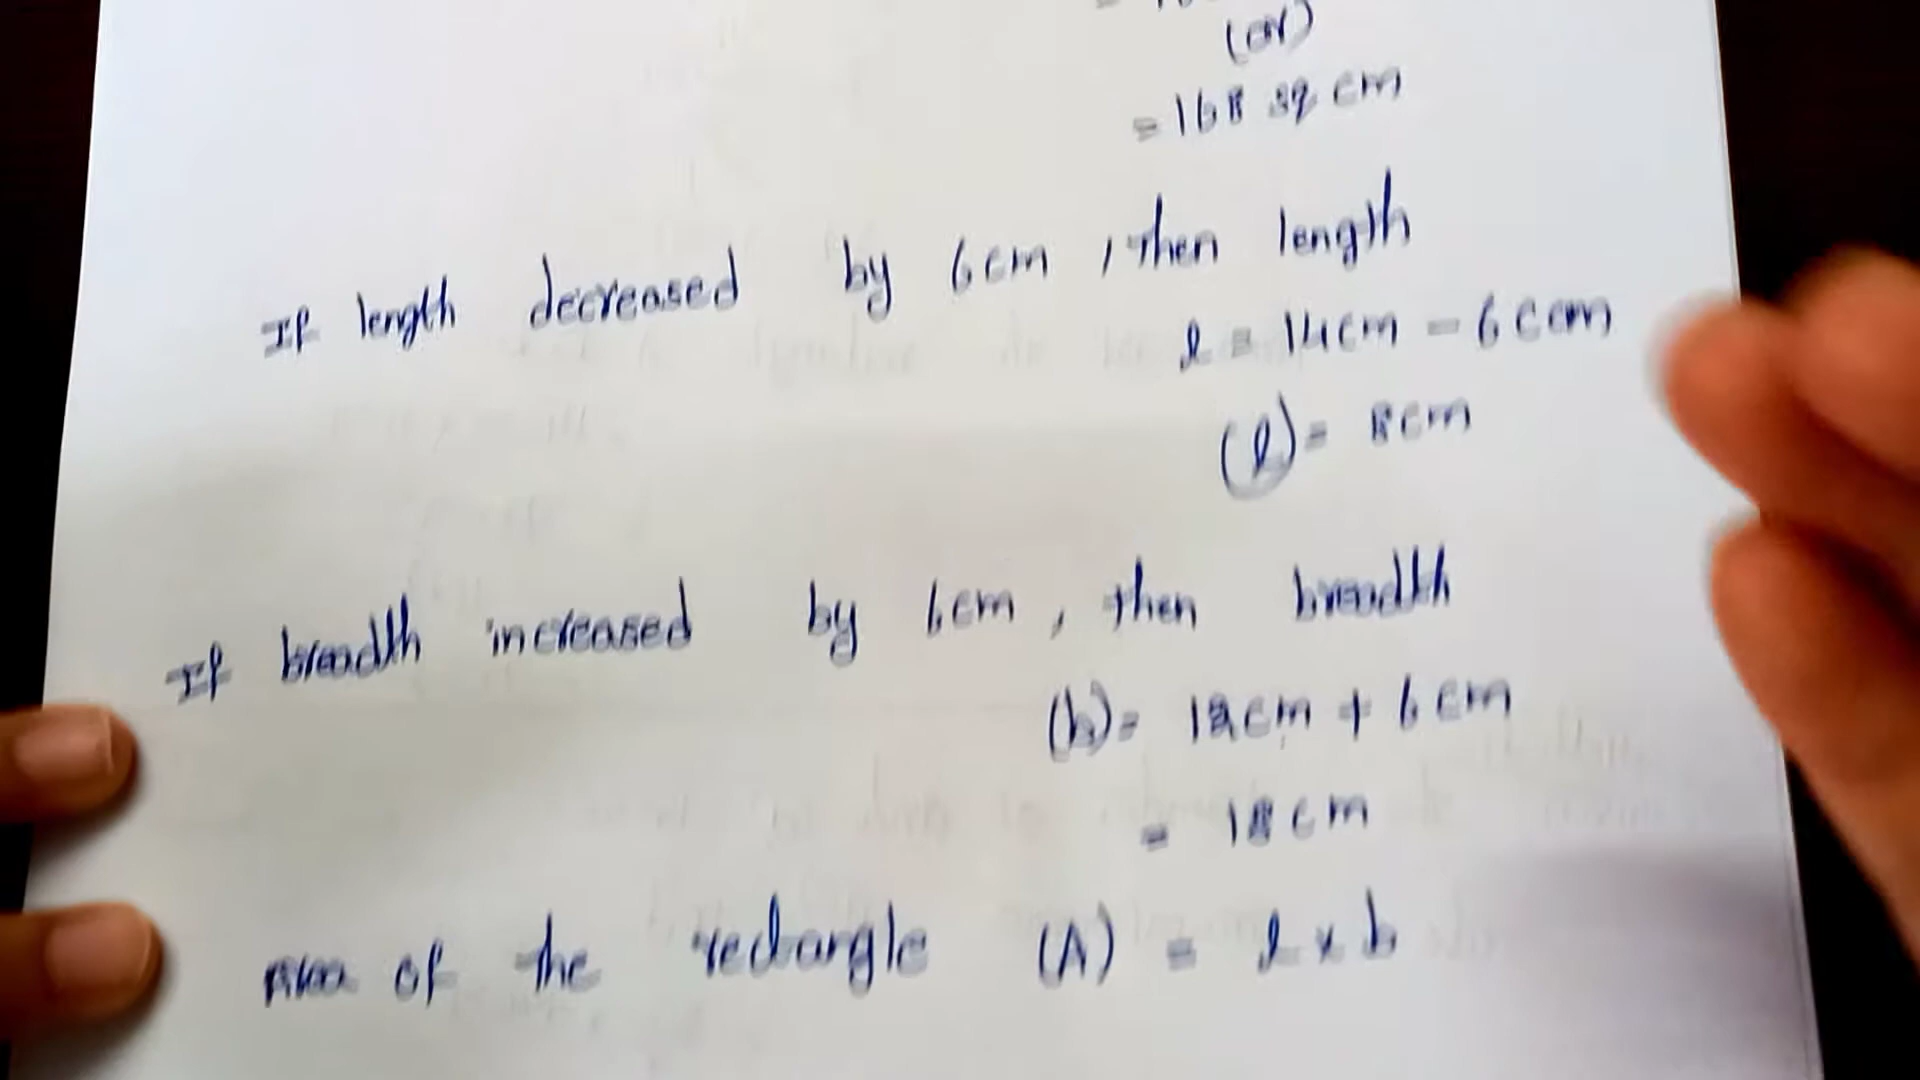 (or)
= 168 sq cm
If length decreased by 6cm, then length
l = 14cm - 6cm
(l) = 8cm
If breadth increased by 6cm, then breadth
(b) = 12cm + 6cm
= 18cm
Area of the rectangle (A) = l x b